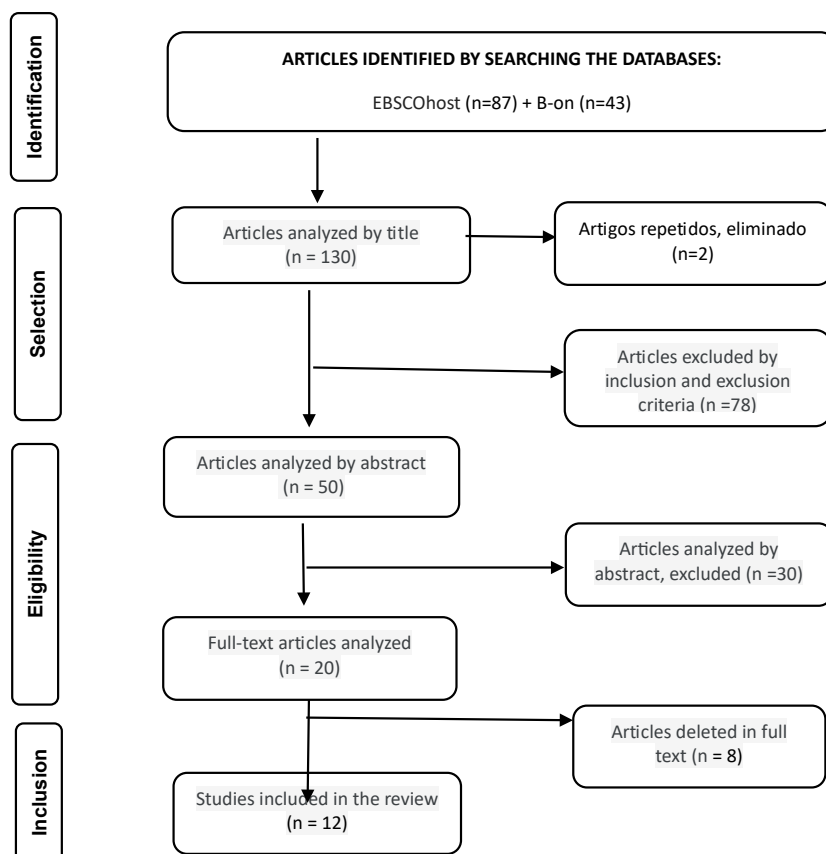 Identification
ARTICLES IDENTIFIED BY SEARCHING THE DATABASES:
EBSCOhost (n=87) + B-on (n=43)
Selection
Articles analyzed by title
(n = 130)
Artigos repetidos, eliminado
(n=2)
Articles excluded by
inclusion and exclusion
criteria (n =78)
Eligibility
Articles analyzed by abstract
(n = 50)
Articles analyzed by
abstract, excluded (n =30)
Full-text articles analyzed
(n = 20)
Inclusion
Articles deleted in full
text (n = 8)
Studies included in the review
(n = 12)